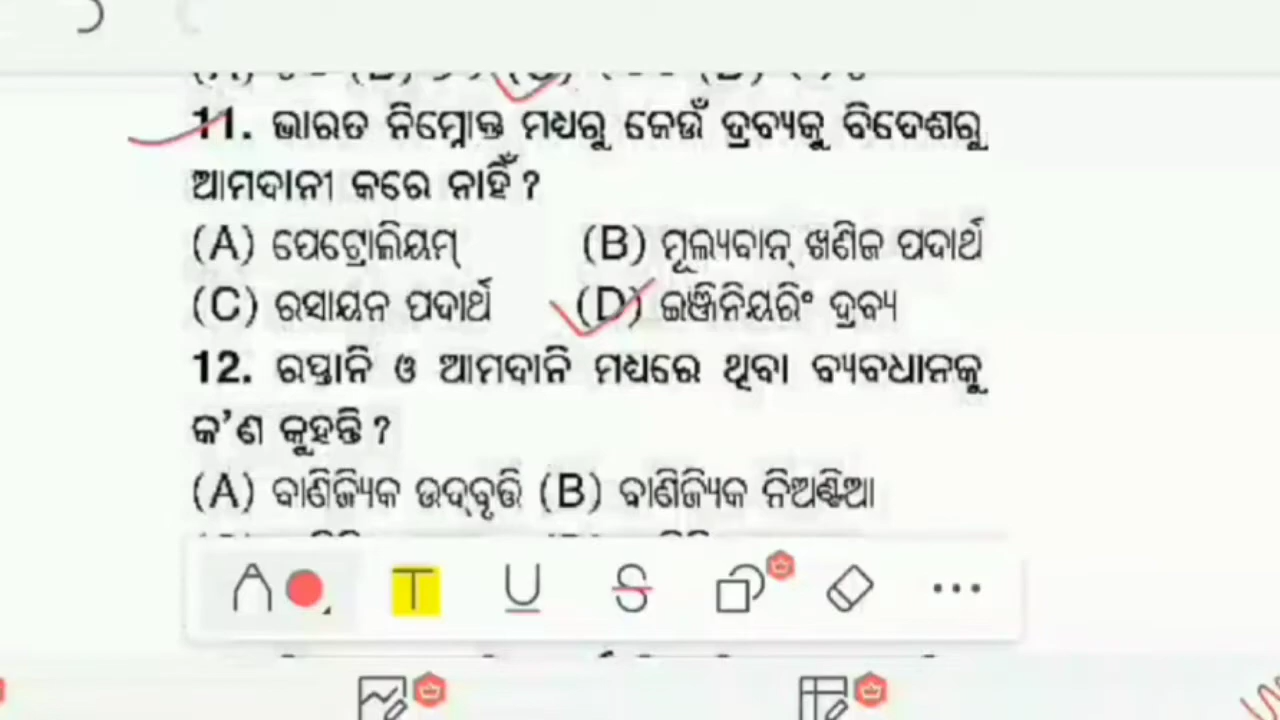 11. ଭାରତ ନିମ୍ନୋକ୍ତ ମଧ୍ୟରୁ କେଉଁ ଦ୍ରବ୍ୟକୁ ବିଦେଶରୁ
ଆମଦାନୀ କରେ ନାହିଁ ?
(A) ପେଟ୍ରୋଲିୟମ୍ (B) ମୂଲ୍ୟବାନ୍ ଖଣିଜ ପଦାର୍ଥ
(C) ରସାୟନ ପଦାର୍ଥ (D) ଇଞ୍ଜିନିୟରିଂ ଦ୍ରବ୍ୟ
12. ରପ୍ତାନି ଓ ଆମଦାନି ମଧ୍ୟରେ ଥିବା ବ୍ୟବଧାନକୁ
କ'ଣ କୁହନ୍ତି ?
(A) ବାଣିଜ୍ୟିକ ଉଦ୍‌ବୃତ୍ତି (B) ବାଣିଜ୍ୟିକ ନିଅଣ୍ଟିଆ